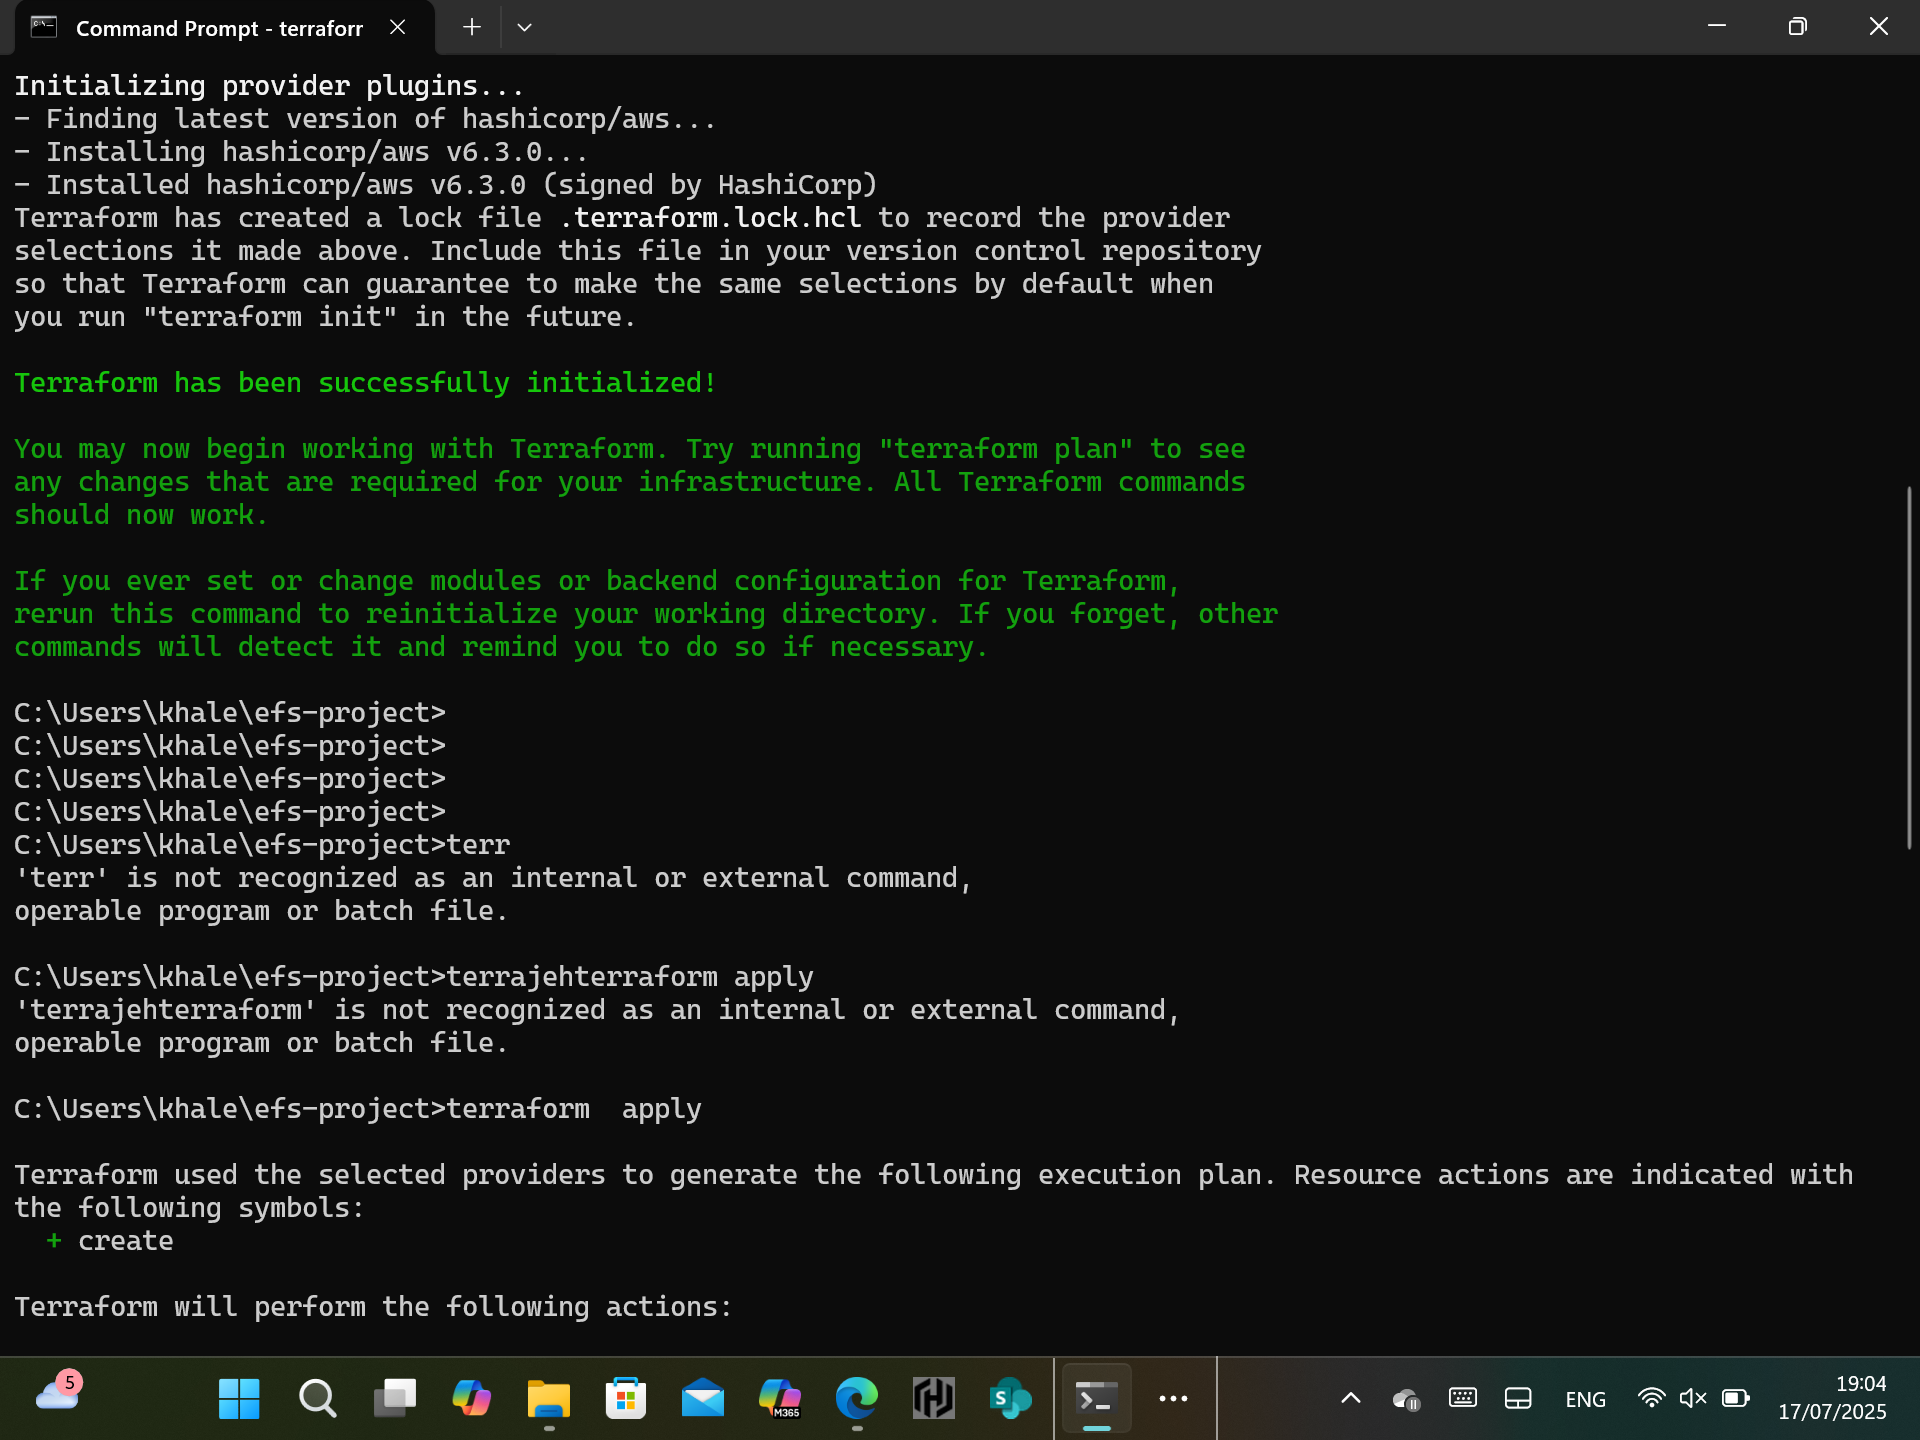 Command Prompt - terraforr
Initializing provider plugins...
- Finding latest version of hashicorp/aws...
- Installing hashicorp/aws v6.3.0...
- Installed hashicorp/aws v6.3.0 (signed by HashiCorp)
Terraform has created a lock file .terraform.lock.hcl to record the provider
selections it made above. Include this file in your version control repository
so that Terraform can guarantee to make the same selections by default when
you run "terraform init" in the future.
Terraform has been successfully initialized!
You may now begin working with Terraform. Try running "terraform plan" to see
any changes that are required for your infrastructure. All Terraform commands
should now work.
If you ever set or change modules or backend configuration for Terraform,
rerun this command to reinitialize your working directory. If you forget, other
commands will detect it and remind you to do so if necessary.
C:\Users\khale\efs-project>
C:\Users\khale\efs-project>
C:\Users\khale\efs-project>
C:\Users\khale\efs-project>
C:\Users\khale\efs-project>terr
'terr' is not recognized as an internal or external command,
operable program or batch file.
C:\Users\khale\efs-project>terrajehterraform apply
'terrajehterraform' is not recognized as an internal or external command,
operable program or batch file.
C:\Users\khale\efs-project>terraform  apply
Terraform used the selected providers to generate the following execution plan. Resource actions are indicated with
the following symbols:
  + create
Terraform will perform the following actions:
5
M365
S
ENG
19:04
17/07/2025